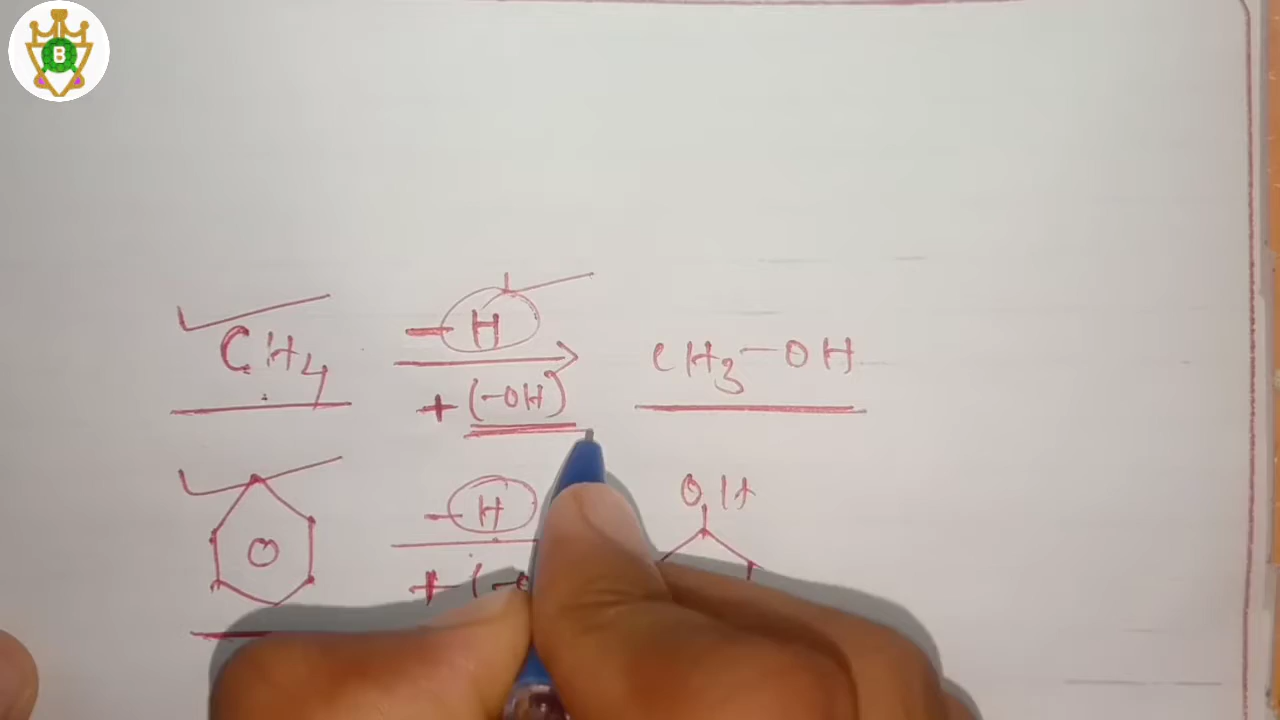 B
CH4 - H + (-OH) CH3-OH
- H + (- OH